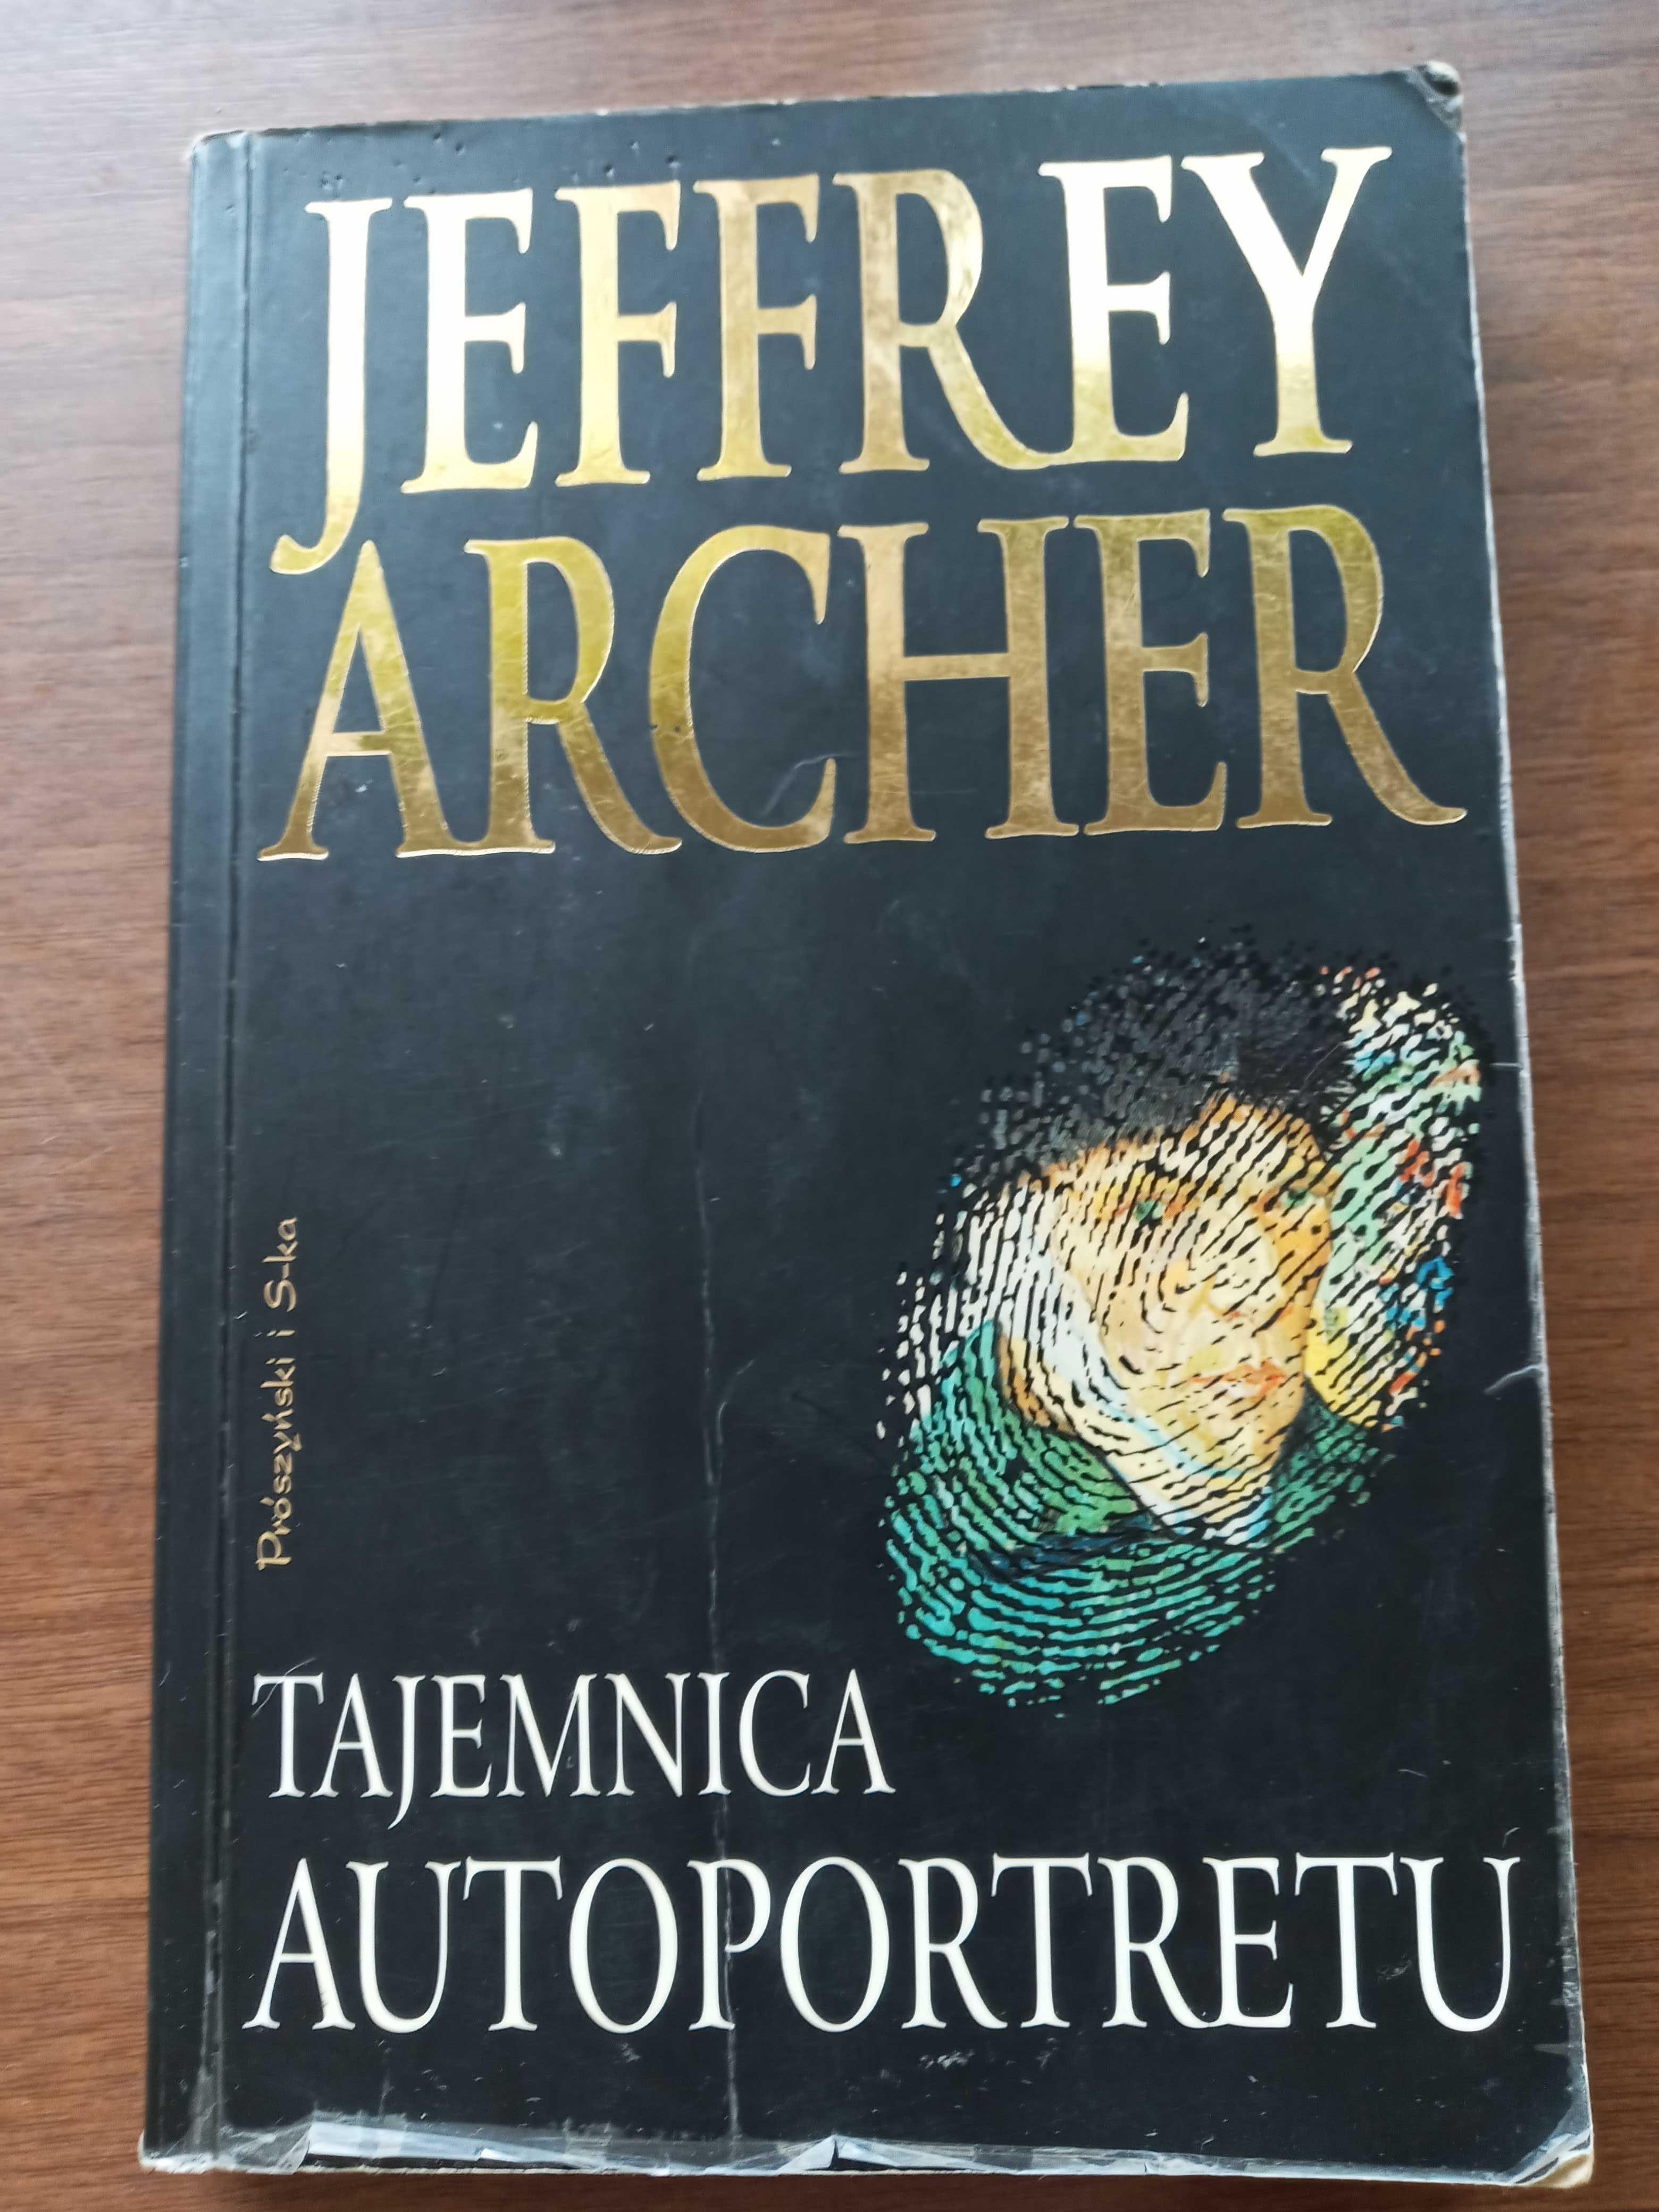 JEFFREY
ARCHER
Prószyński i S-ka
TAJEMNICA
AUTOPORTRETU